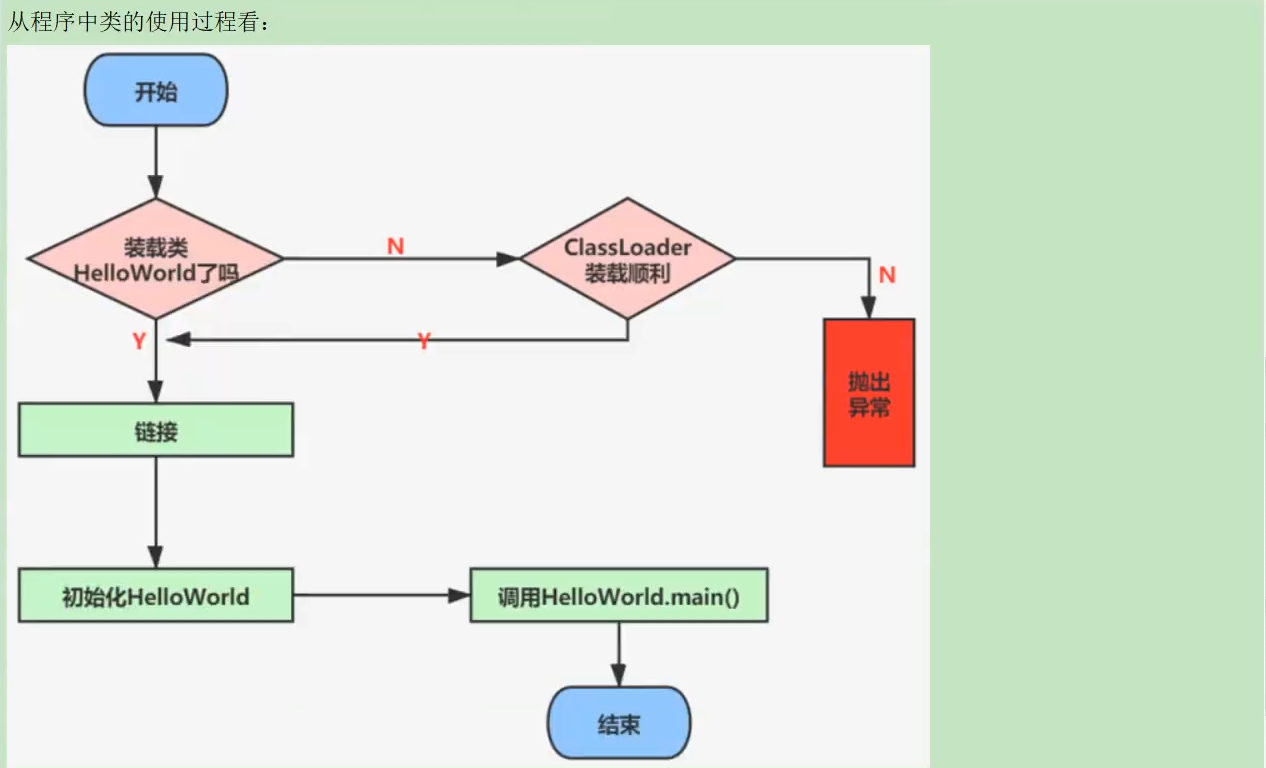 从程序中类的使用过程看：
开始
装载类
HelloWorld了吗
N
ClassLoader
装载顺利
N
Y
Y
抛出
异常
链接
初始化HelloWorld
调用HelloWorld.main()
结束